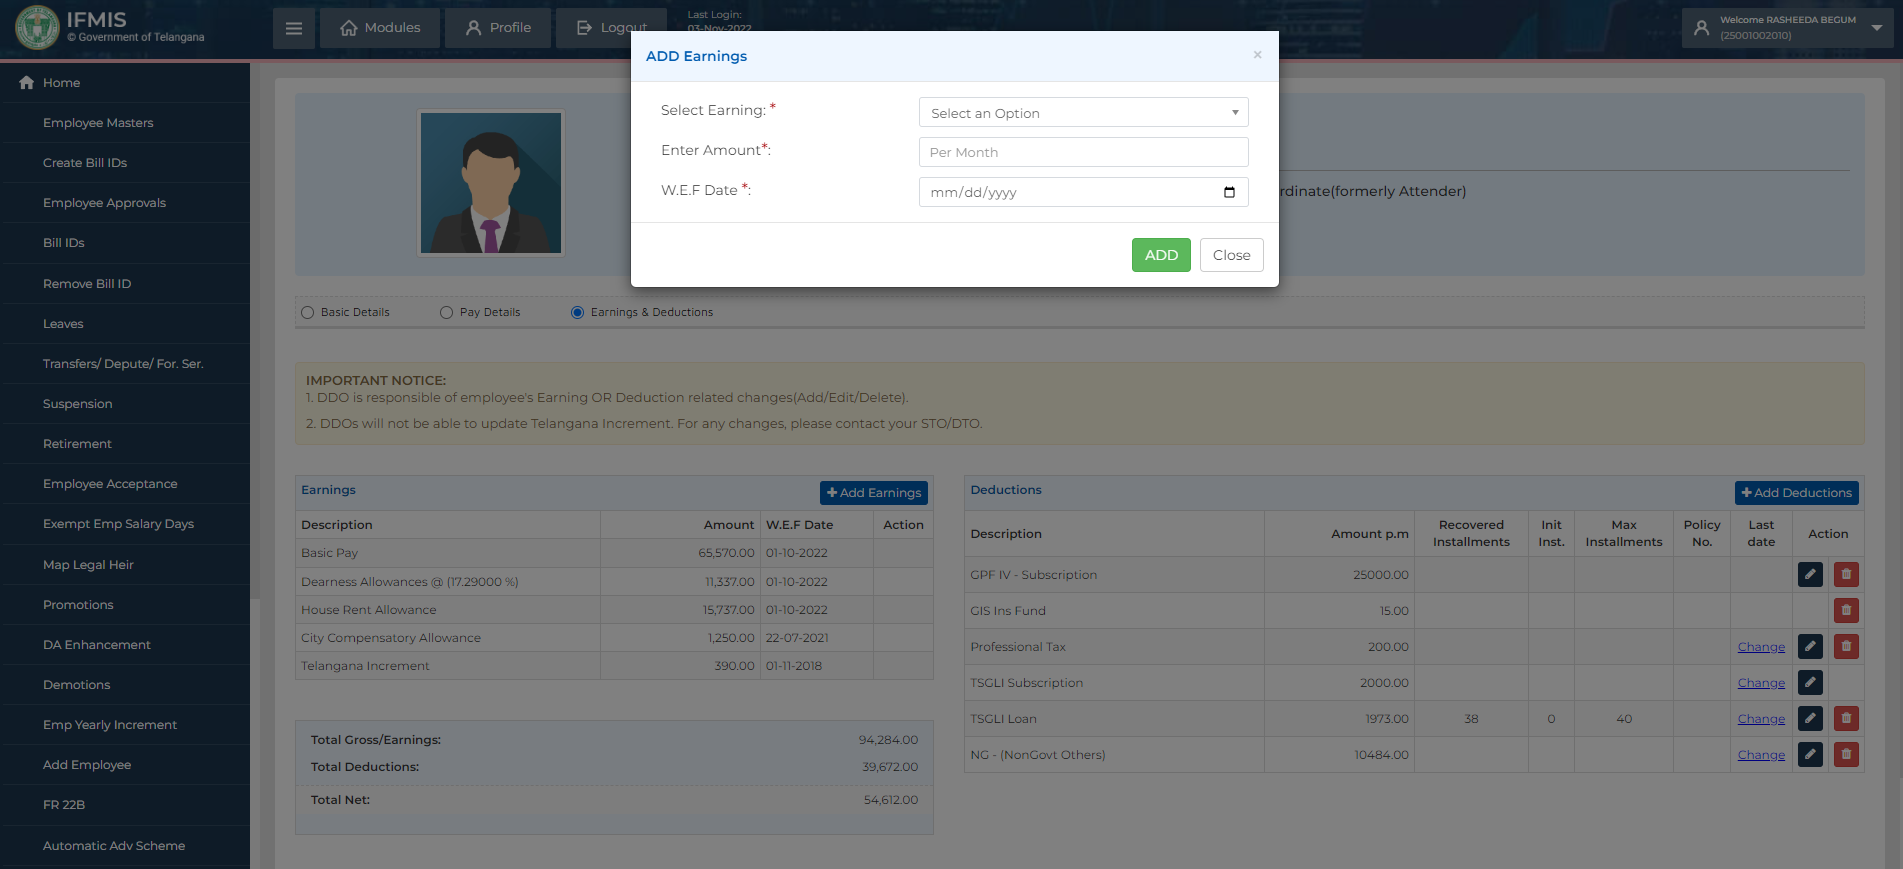 IFMIS
© Government of Telangana
Modules
Profile
Logout
Last Login:
03-Nov-2022
Welcome RASHEEDA BEGUM
(25001002010)
Home
Employee Masters
Create Bill IDs
Employee Approvals
Bill IDs
Remove Bill ID
Leaves
Transfers/ Depute/ For. Ser.
Suspension
Retirement
Employee Acceptance
Exempt Emp Salary Days
Map Legal Heir
Promotions
DA Enhancement
Demotions
Emp Yearly Increment
Add Employee
FR 22B
Automatic Adv Scheme
ADD Earnings ×
Select Earning: * Select an Option
Enter Amount*: Per Month
W.E.F Date *: mm/dd/yyyy
ADD Close
rdinate(formerly Attender)
Basic Details Pay Details Earnings & Deductions
IMPORTANT NOTICE:
1. DDO is responsible of employee's Earning OR Deduction related changes(Add/Edit/Delete).
2. DDOs will not be able to update Telangana Increment. For any changes, please contact your STO/DTO.
Earnings + Add Earnings
Description Amount W.E.F Date Action
Basic Pay 65,570.00 01-10-2022
Dearness Allowances @ (17.29000 %) 11,337.00 01-10-2022
House Rent Allowance 15,737.00 01-10-2022
City Compensatory Allowance 1,250.00 22-07-2021
Telangana Increment 390.00 01-11-2018
Total Gross/Earnings: 94,284.00
Total Deductions: 39,672.00
Total Net: 54,612.00
Deductions + Add Deductions
Description Amount p.m Recovered Installments Init Inst. Max Installments Policy No. Last date Action
GPF IV - Subscription 25000.00
GIS Ins Fund 15.00
Professional Tax 200.00 Change
TSGLI Subscription 2000.00 Change
TSGLI Loan 1973.00 38 0 40 Change
NG - (NonGovt Others) 10484.00 Change